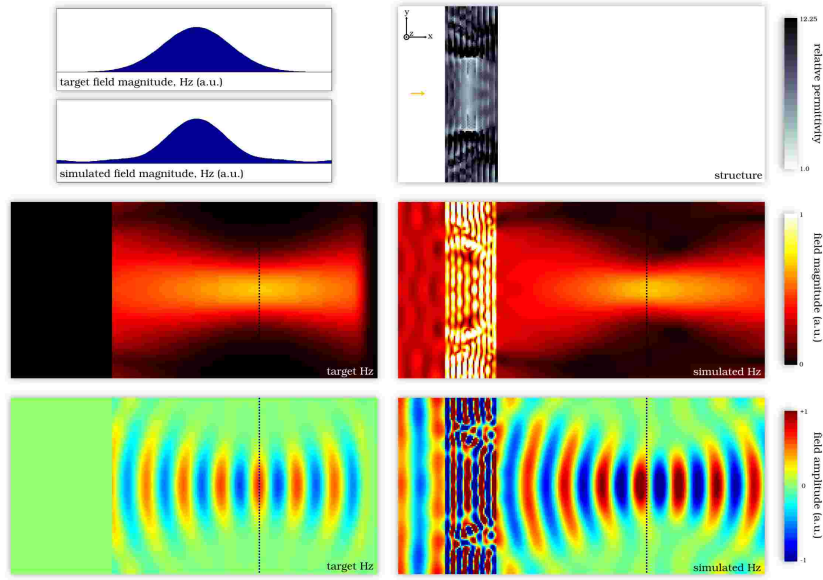 target field magnitude, Hz (a.u.)
simulated field magnitude, Hz (a.u.)
y
z
x
structure
12.25
1.0
relative permittivity
target Hz
simulated Hz
1
0
field magnitude (a.u.)
target Hz
simulated Hz
+1
0
-1
field amplitude (a.u.)